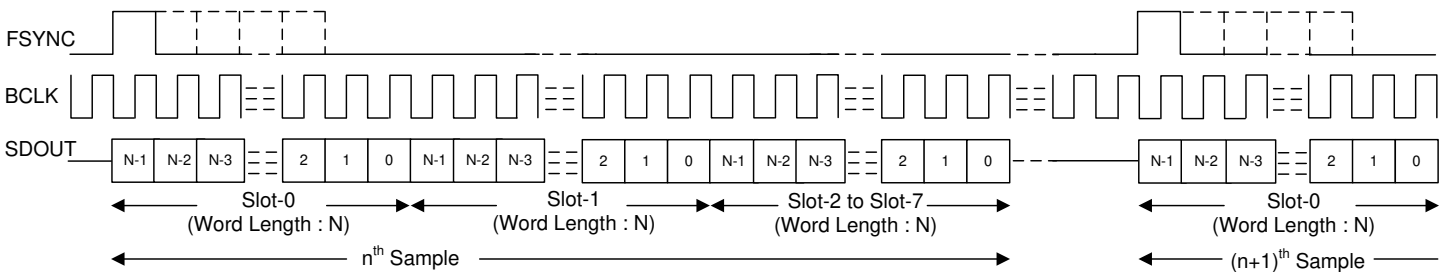 FSYNC
BCLK
SDOUT N-1 N-2 N-3 2 1 0 N-1 N-2 N-3 2 1 0 N-1 N-2 N-3 2 1 0 N-1 N-2 N-3 2 1 0
Slot-0 Slot-1 Slot-2 to Slot-7 Slot-0
(Word Length : N) (Word Length : N) (Word Length : N) (Word Length : N)
nth Sample (n+1)th Sample